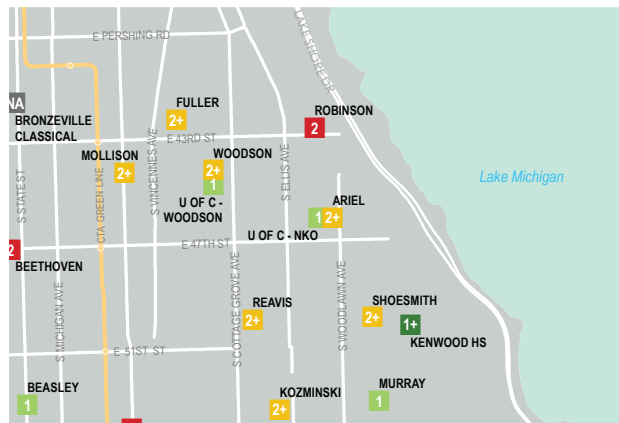 E PERSHING RD
LAKE SHORE DR
NA
BRONZEVILLE
CLASSICAL
FULLER
2+
ROBINSON
2
E 43RD ST
MOLLISON
2+
WOODSON
2+
1
U OF C -
WOODSON
S VINCENNES AVE
S ELLIS AVE
S STATE ST
CTA GREEN LINE
Lake Michigan
ARIEL
1 2+
U OF C - NKO
E 47TH ST
2
BEETHOVEN
S MICHIGAN AVE
S COTTAGE GROVE AVE
S WOODLAWN AVE
REAVIS
2+
SHOESMITH
2+
1+
KENWOOD HS
E 51ST ST
BEASLEY
1
KOZMINSKI
2+
MURRAY
1